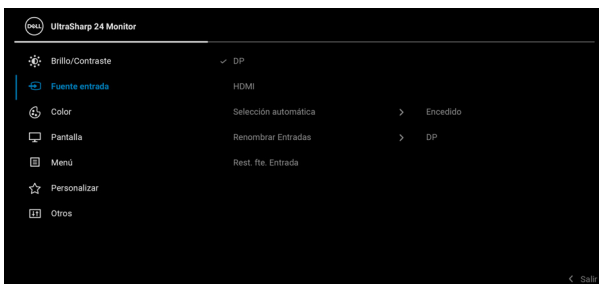 DELL UltraSharp 24 Monitor
Brillo/Contraste
DP
Fuente entrada
HDMI
Color
Selección automática
Encedido
Pantalla
Renombrar Entradas
DP
Menú
Rest. fte. Entrada
Personalizar
Otros
Salir